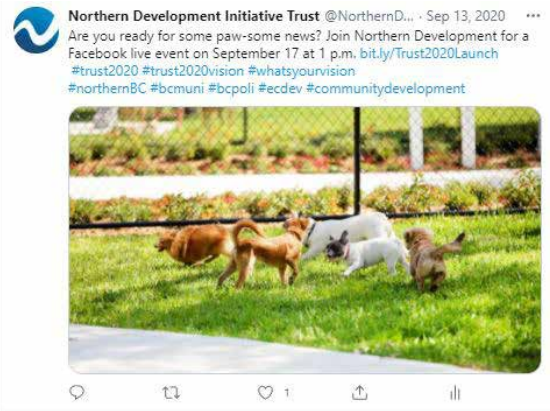 Northern Development Initiative Trust @NorthernD... · Sep 13, 2020
Are you ready for some paw-some news? Join Northern Development for a
Facebook live event on September 17 at 1 p.m. bit.ly/Trust2020Launch
#trust2020 #trust2020vision #whatsyourvision
#northernBC #bcmuni #bcpoli #ecdev #communitydevelopment
1